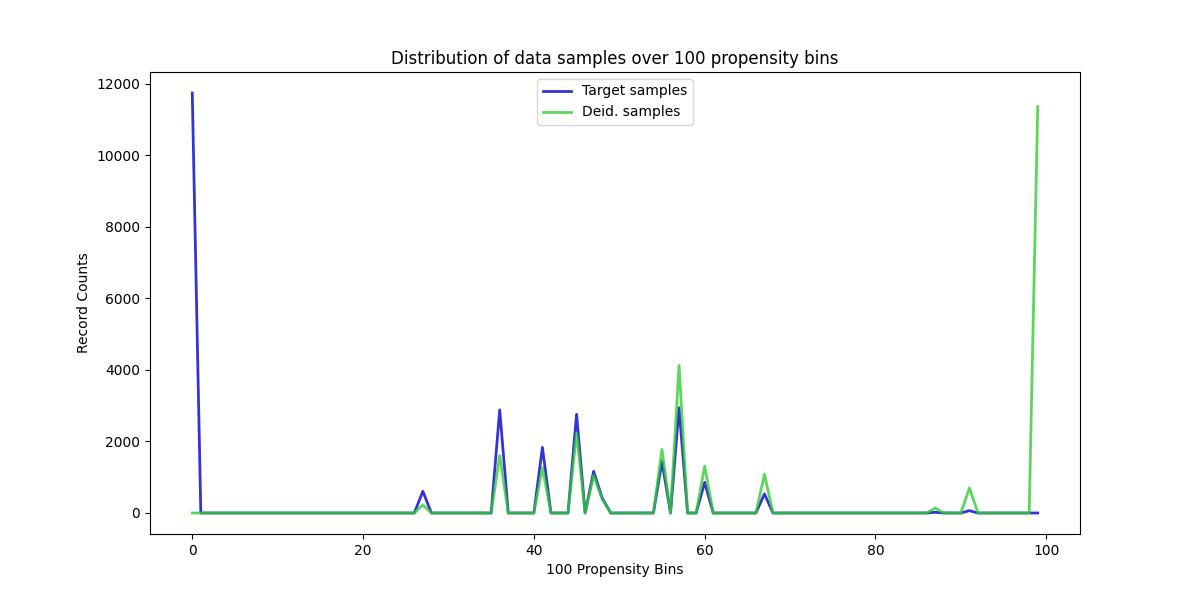 Distribution of data samples over 100 propensity bins
Target samples
Deid. samples
12000
10000
8000
6000
4000
2000
0
Record Counts
0 20 40 60 80 100
100 Propensity Bins